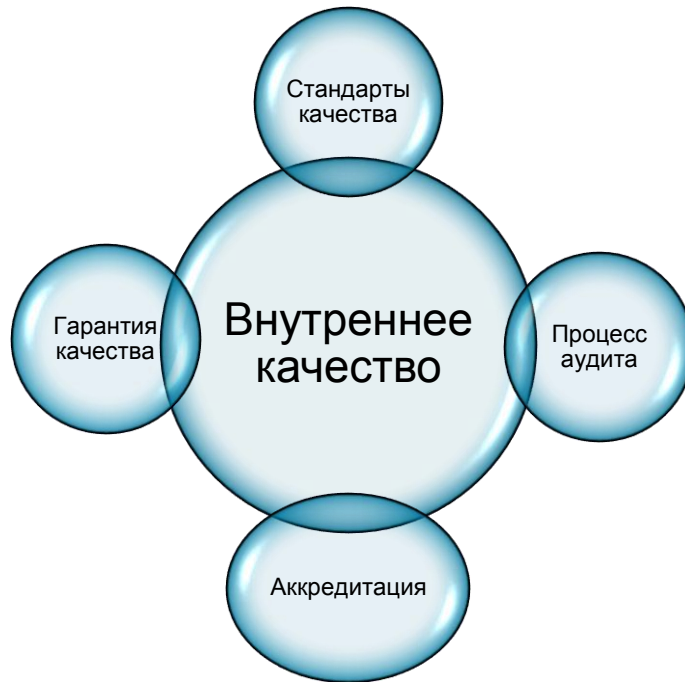 Стандарты
качества
Гарантия
качества
Внутреннее
качество
Процесс
аудита
Аккредитация